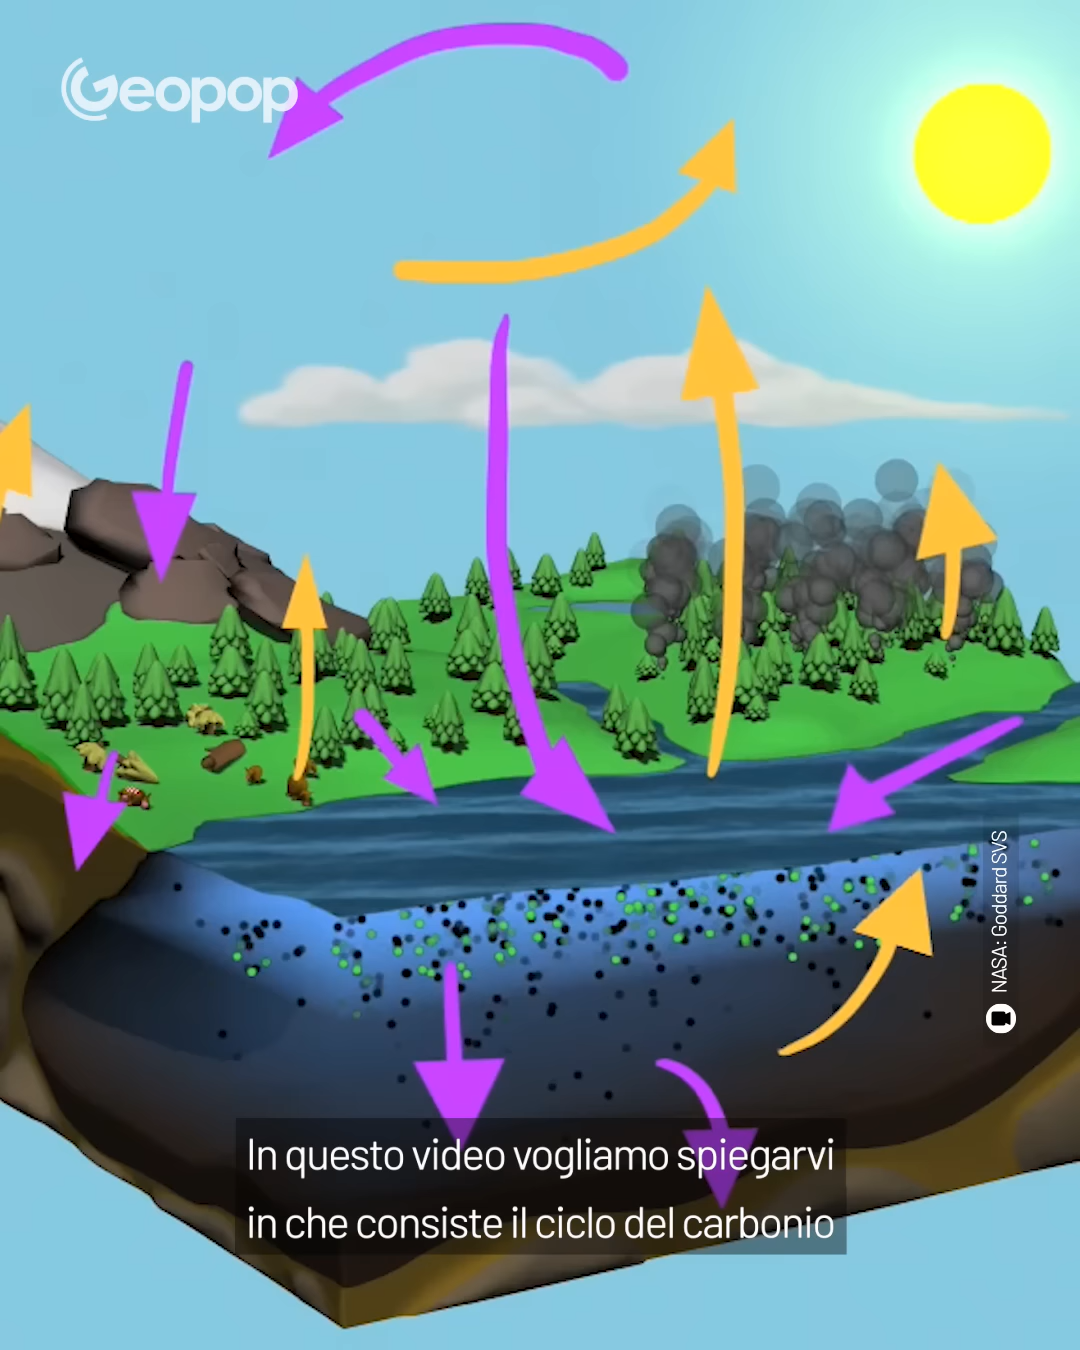 Geopop
NASA: Goddard SVS
In questo video vogliamo spiegarvi
in che consiste il ciclo del carbonio